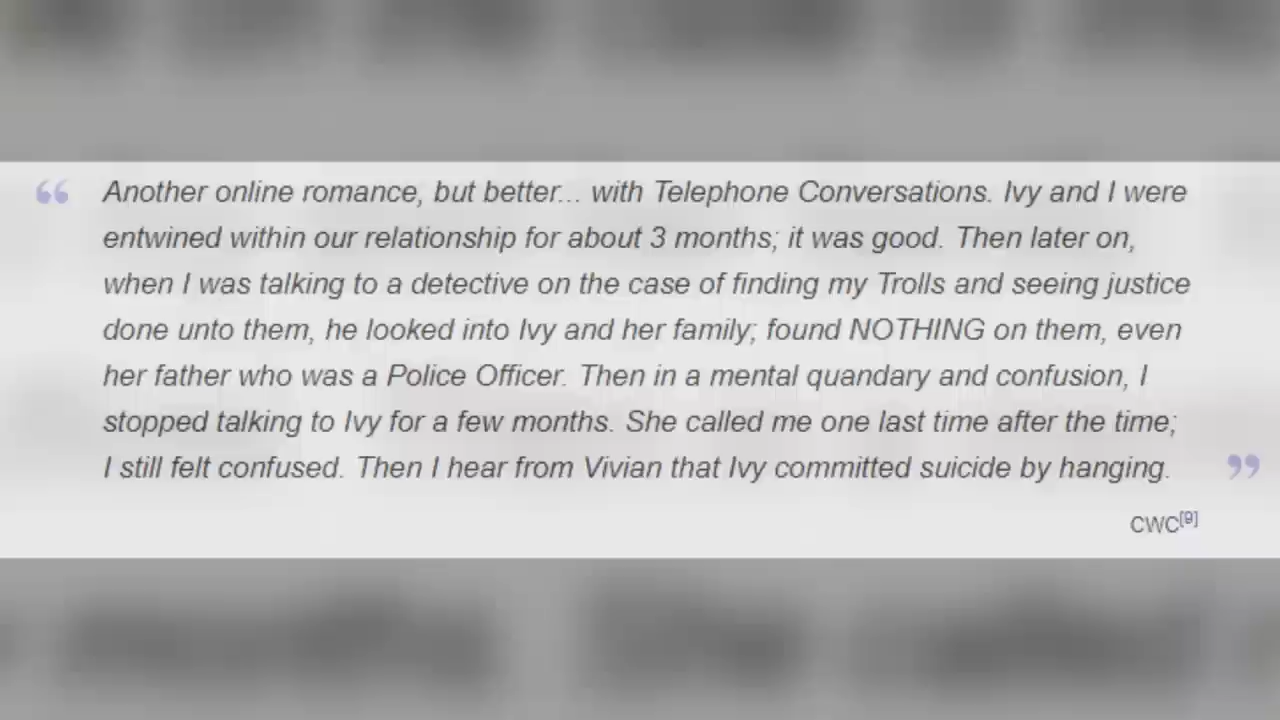 “ Another online romance, but better... with Telephone Conversations. Ivy and I were
entwined within our relationship for about 3 months; it was good. Then later on,
when I was talking to a detective on the case of finding my Trolls and seeing justice
done unto them, he looked into Ivy and her family; found NOTHING on them, even
her father who was a Police Officer. Then in a mental quandary and confusion, I
stopped talking to Ivy for a few months. She called me one last time after the time;
I still felt confused. Then I hear from Vivian that Ivy committed suicide by hanging. ”
CWC[9]